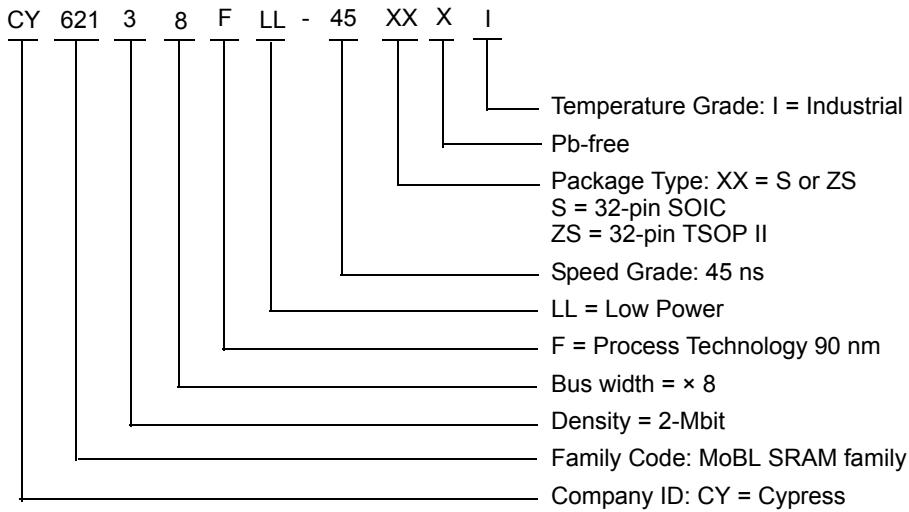 CY 621 3 8 F LL - 45 XX X I
Temperature Grade: I = Industrial
Pb-free
Package Type: XX = S or ZS
S = 32-pin SOIC
ZS = 32-pin TSOP II
Speed Grade: 45 ns
LL = Low Power
F = Process Technology 90 nm
Bus width = × 8
Density = 2-Mbit
Family Code: MoBL SRAM family
Company ID: CY = Cypress